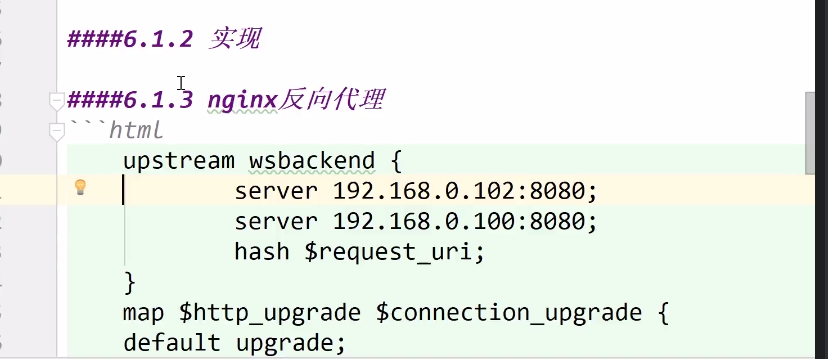 ####6.1.2 实现
####6.1.3 nginx反向代理
```html
upstream wsbackend {
server 192.168.0.102:8080;
server 192.168.0.100:8080;
hash $request_uri;
}
map $http_upgrade $connection_upgrade {
default upgrade;